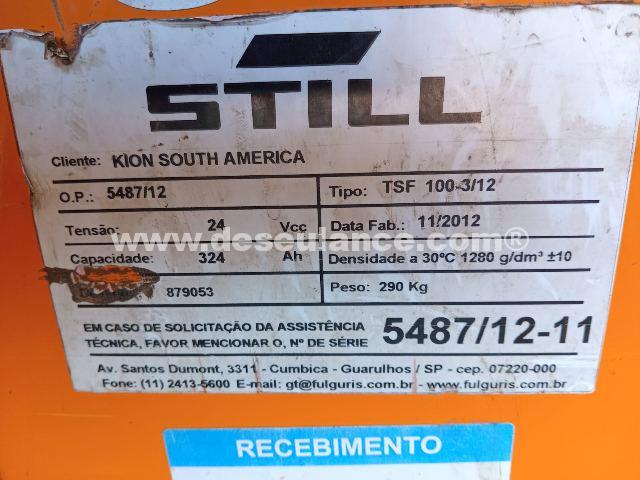 STILL
Cliente: KION SOUTH AMERICA
O.P.: 5487/12 Tipo: TSF 100-3/12
Tensão: 24 Vcc Data Fab.: 11/2012
www.deseulance.com®
Capacidade: 324 Ah Densidade a 30ºC 1280 g/dm³ ±10
879053 Peso: 290 Kg
EM CASO DE SOLICITAÇÃO DA ASSISTÊNCIA
TÉCNICA, FAVOR MENCIONAR O, Nº DE SÉRIE 5487/12-11
Av. Santos Dumont, 3311 - Cumbica - Guarulhos / SP - cep. 07220-000
Fone: (11) 2413-5600 E-mail: gt@fulguris.com.br - www.fulguris.com.br
RECEBIMENTO